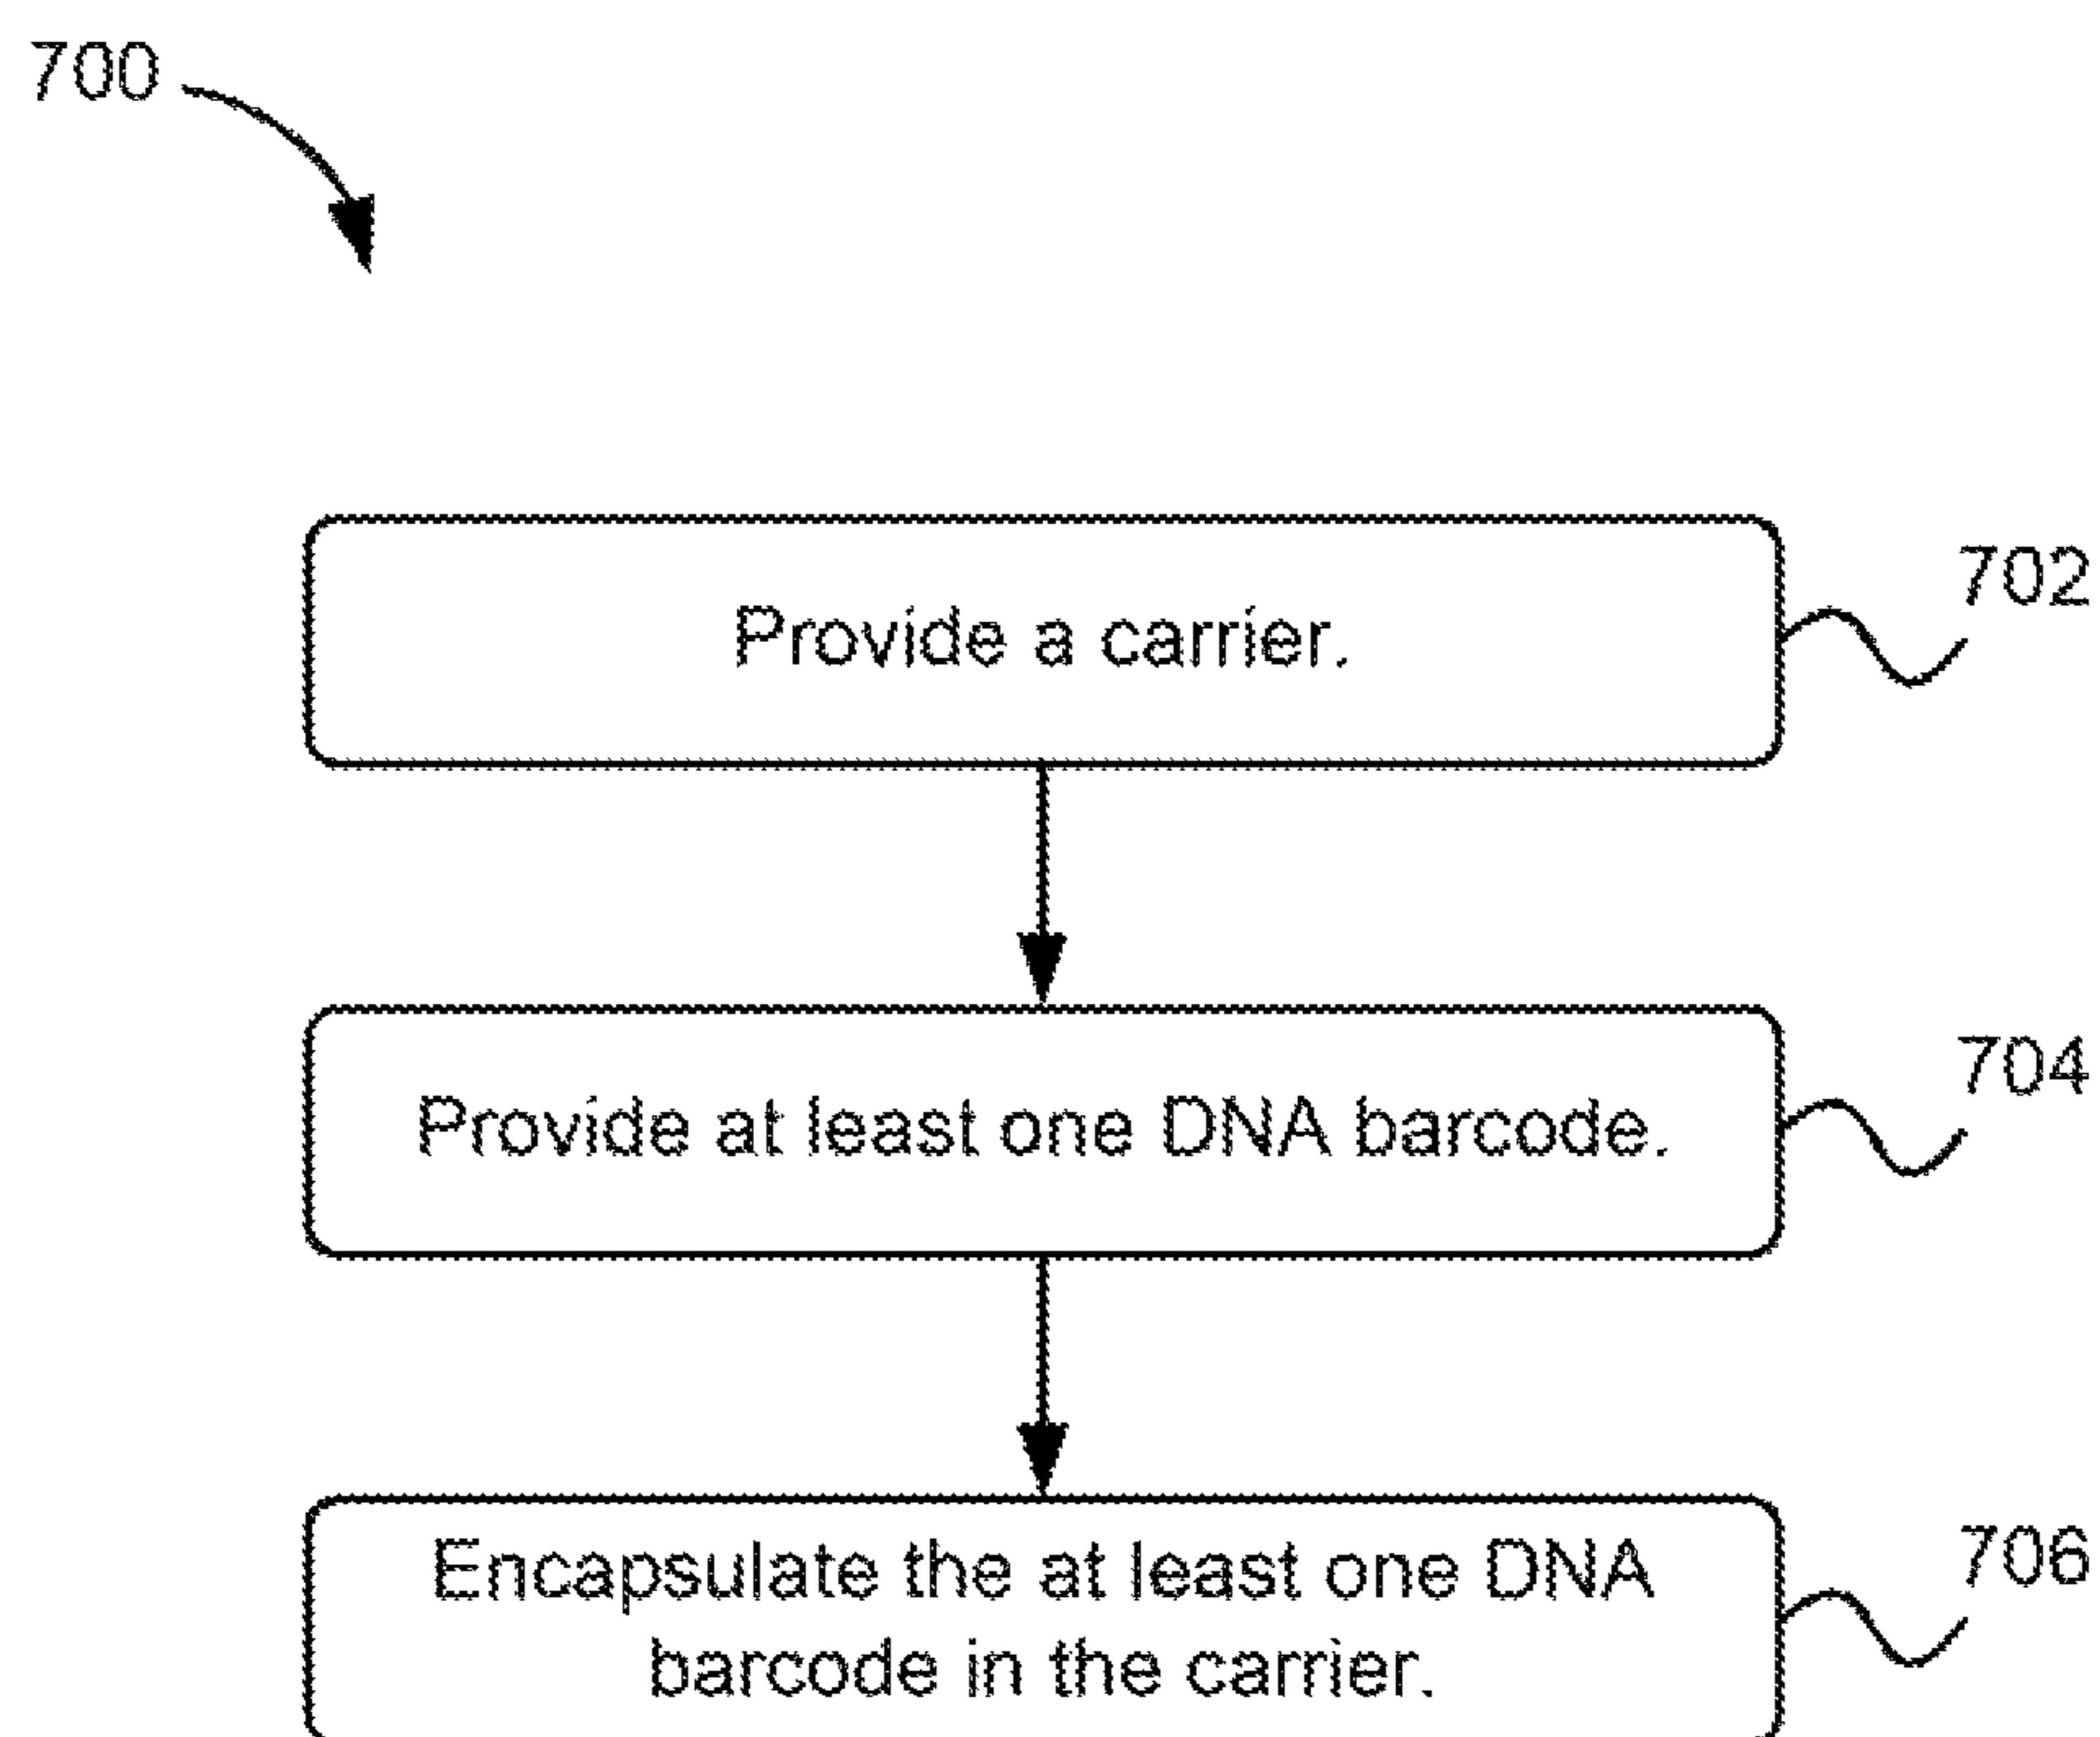 700
Provide a carrier.
702
Provide at least one DNA barcode.
704
Encapsulate the at least one DNA
barcode in the carrier.
706